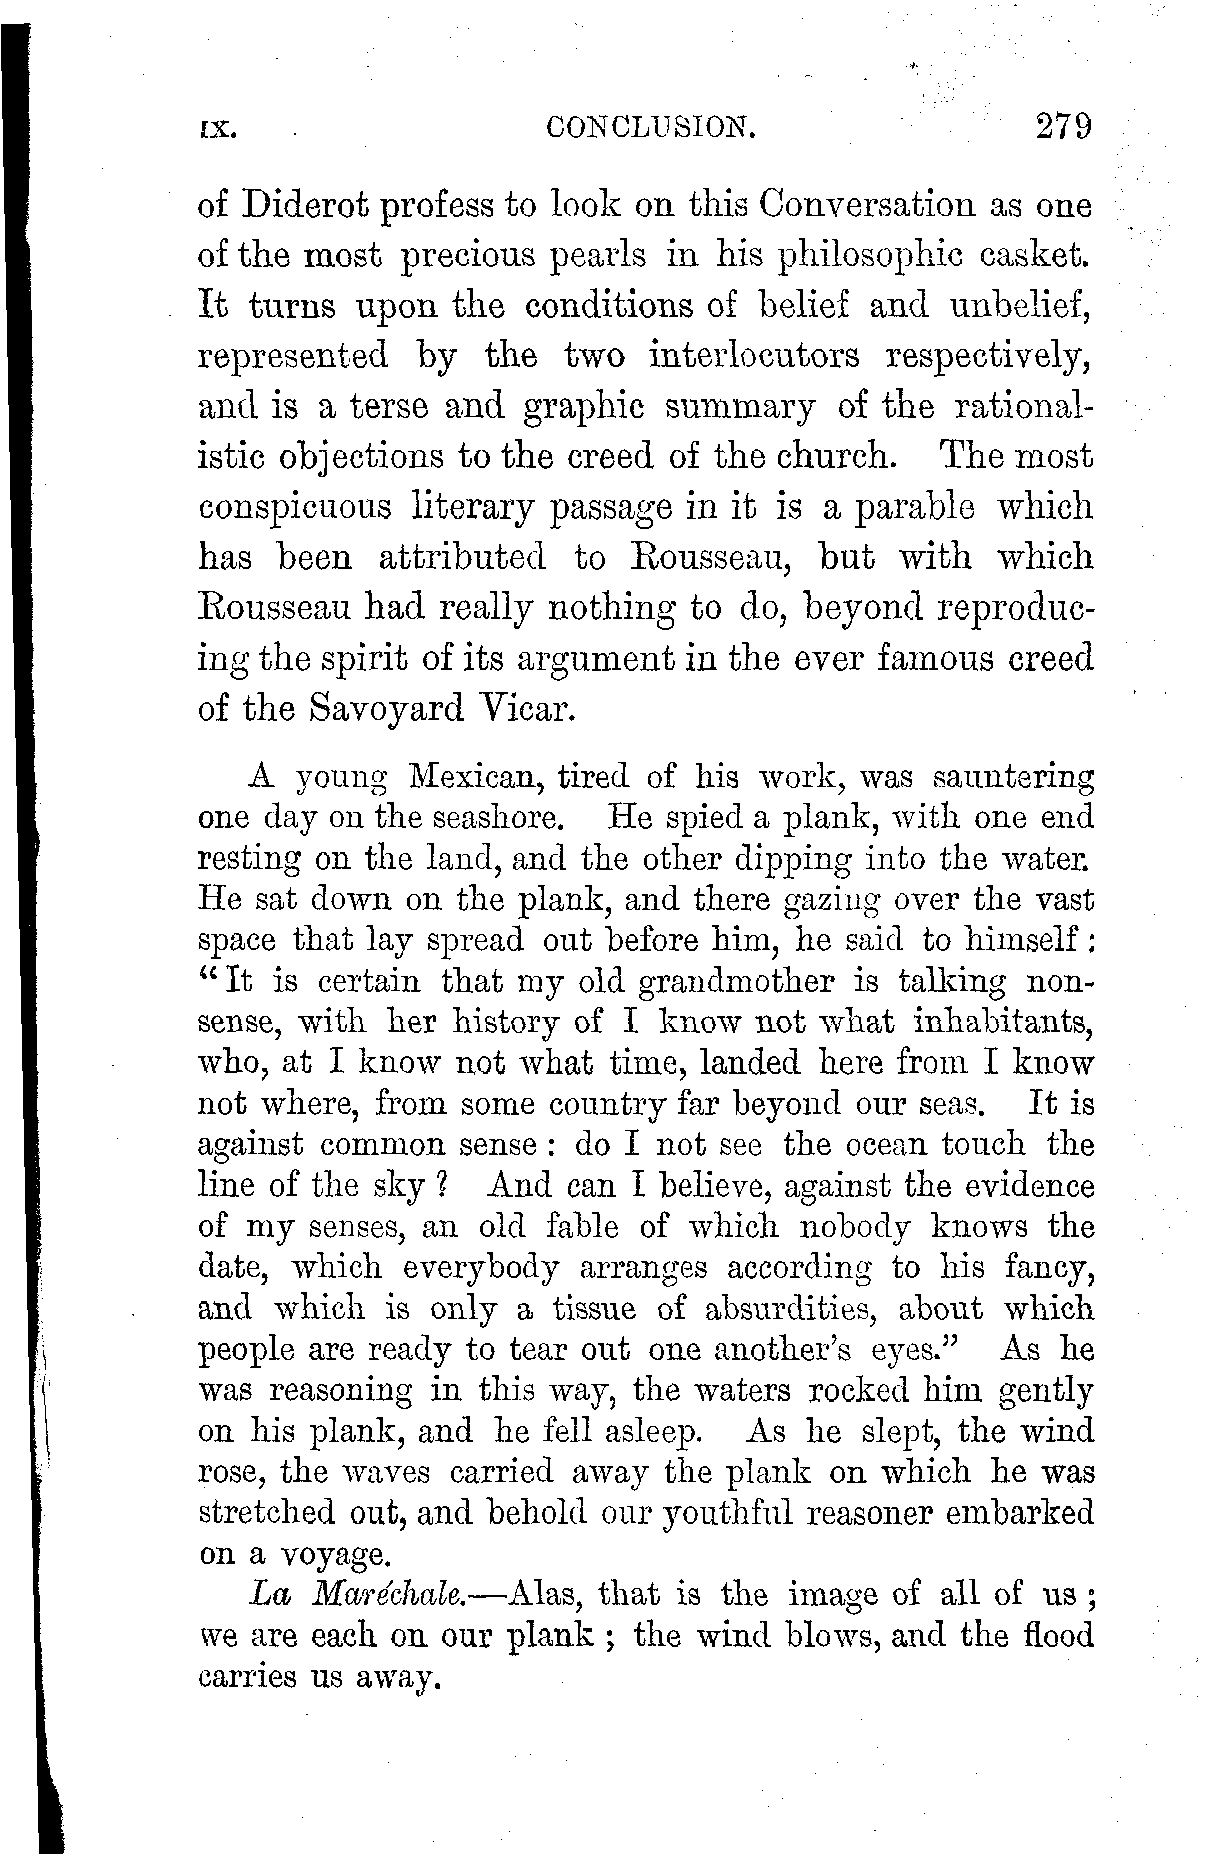 IX. CONCLUSION. 279
of Diderot profess to look on this Conversation as one
of the most precious pearls in his philosophic casket.
It turns upon the conditions of belief and unbelief,
represented by the two interlocutors respectively,
and is a terse and graphic summary of the rational-
istic objections to the creed of the church. The most
conspicuous literary passage in it is a parable which
has been attributed to Rousseau, but with which
Rousseau had really nothing to do, beyond reproduc-
ing the spirit of its argument in the ever famous creed
of the Savoyard Vicar.
A young Mexican, tired of his work, was sauntering
one day on the seashore. He spied a plank, with one end
resting on the land, and the other dipping into the water.
He sat down on the plank, and there gazing over the vast
space that lay spread out before him, he said to himself :
“It is certain that my old grandmother is talking non-
sense, with her history of I know not what inhabitants,
who, at I know not what time, landed here from I know
not where, from some country far beyond our seas. It is
against common sense : do I not see the ocean touch the
line of the sky ? And can I believe, against the evidence
of my senses, an old fable of which nobody knows the
date, which everybody arranges according to his fancy,
and which is only a tissue of absurdities, about which
people are ready to tear out one another’s eyes.” As he
was reasoning in this way, the waters rocked him gently
on his plank, and he fell asleep. As he slept, the wind
rose, the waves carried away the plank on which he was
stretched out, and behold our youthful reasoner embarked
on a voyage.
La Maréchale.—Alas, that is the image of all of us ;
we are each on our plank ; the wind blows, and the flood
carries us away.